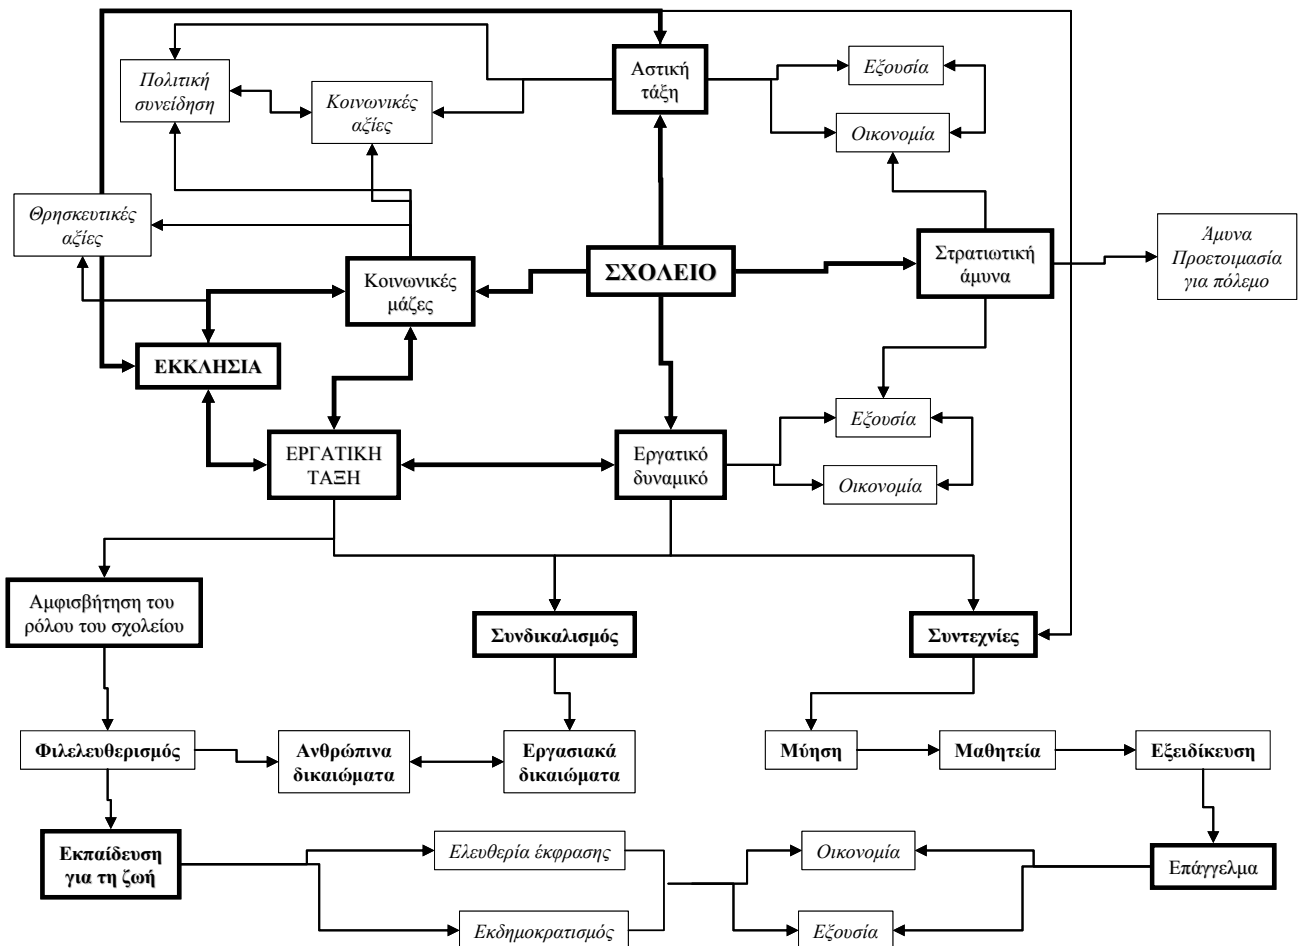 Αστική
τάξη
Εξουσία
Πολιτική
συνείδηση
Κοινωνικές
αξίες
Οικονομία
Θρησκευτικές
αξίες
Κοινωνικές
μάζες
ΣΧΟΛΕΙΟ
Στρατιωτική
άμυνα
Άμυνα
Προετοιμασία
για πόλεμο
ΕΚΚΛΗΣΙΑ
Εξουσία
ΕΡΓΑΤΙΚΗ
ΤΑΞΗ
Εργατικό
δυναμικό
Οικονομία
Αμφισβήτηση του
ρόλου του σχολείου
Συνδικαλισμός
Συντεχνίες
Φιλελευθερισμός
Ανθρώπινα
δικαιώματα
Εργασιακά
δικαιώματα
Μύηση
Μαθητεία
Εξειδίκευση
Εκπαίδευση
για τη ζωή
Ελευθερία έκφρασης
Οικονομία
Επάγγελμα
Εκδημοκρατισμός
Εξουσία